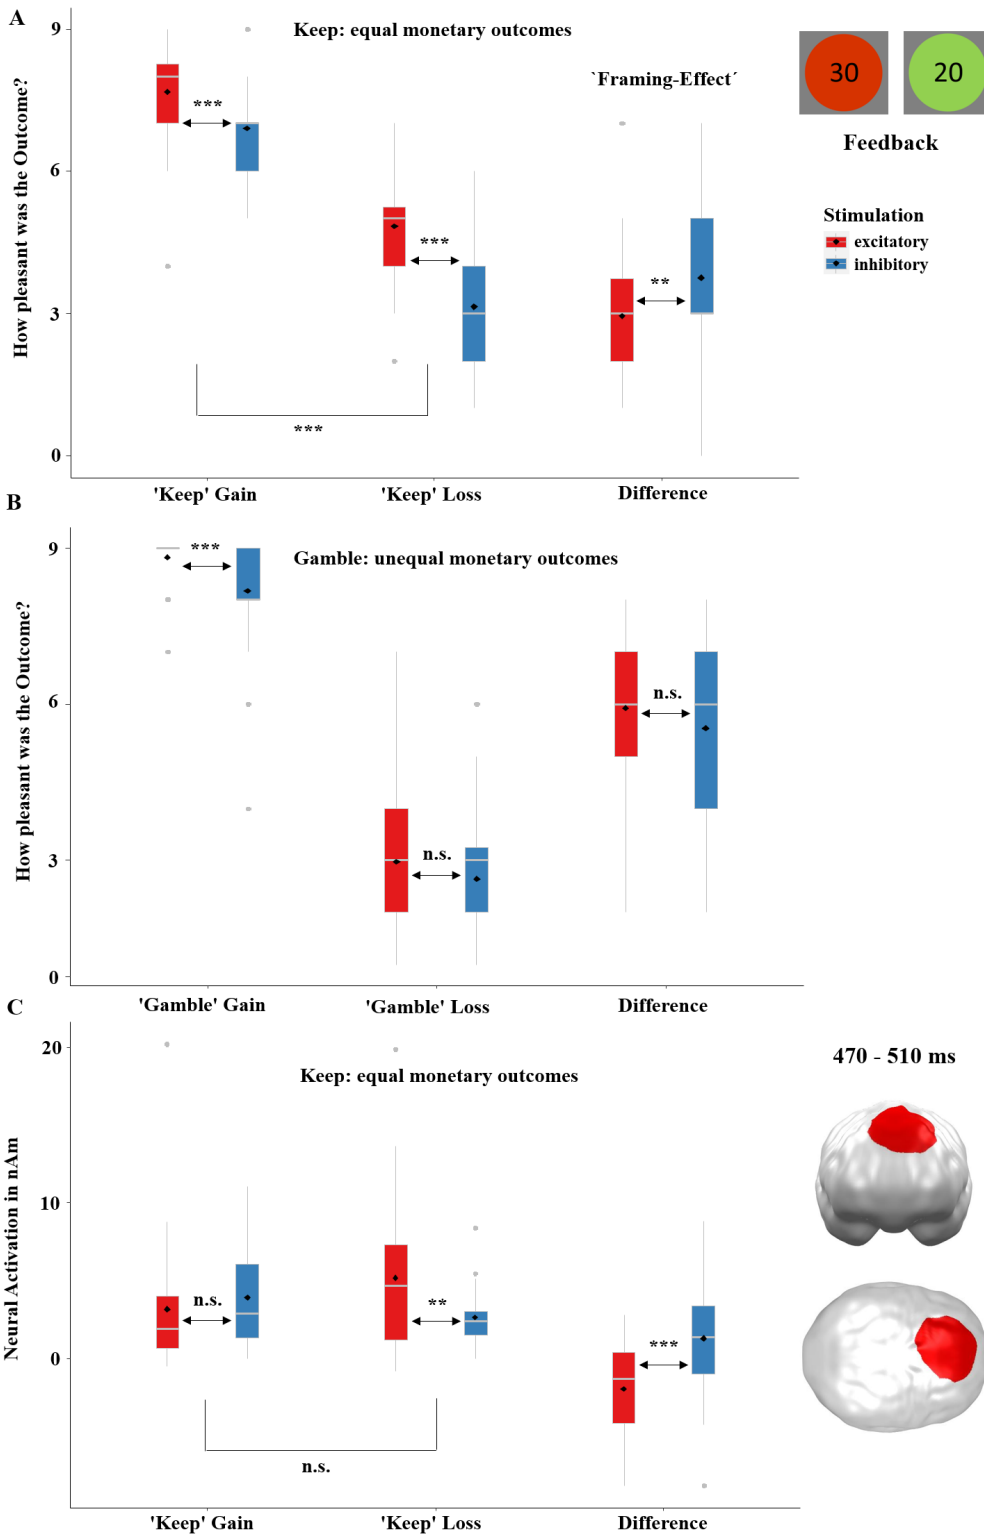 A
Keep: equal monetary outcomes
How pleasant was the Outcome?
9
6
3
0
`Framing-Effect´
***
***
**
***
'Keep' Gain
'Keep' Loss
Difference
30
20
Feedback
Stimulation
excitatory
inhibitory
B
Gamble: unequal monetary outcomes
How pleasant was the Outcome?
9
6
3
0
***
n.s.
n.s.
'Gamble' Gain
'Gamble' Loss
Difference
C
Keep: equal monetary outcomes
Neural Activation in nAm
20
10
0
n.s.
**
***
n.s.
'Keep' Gain
'Keep' Loss
Difference
470 - 510 ms